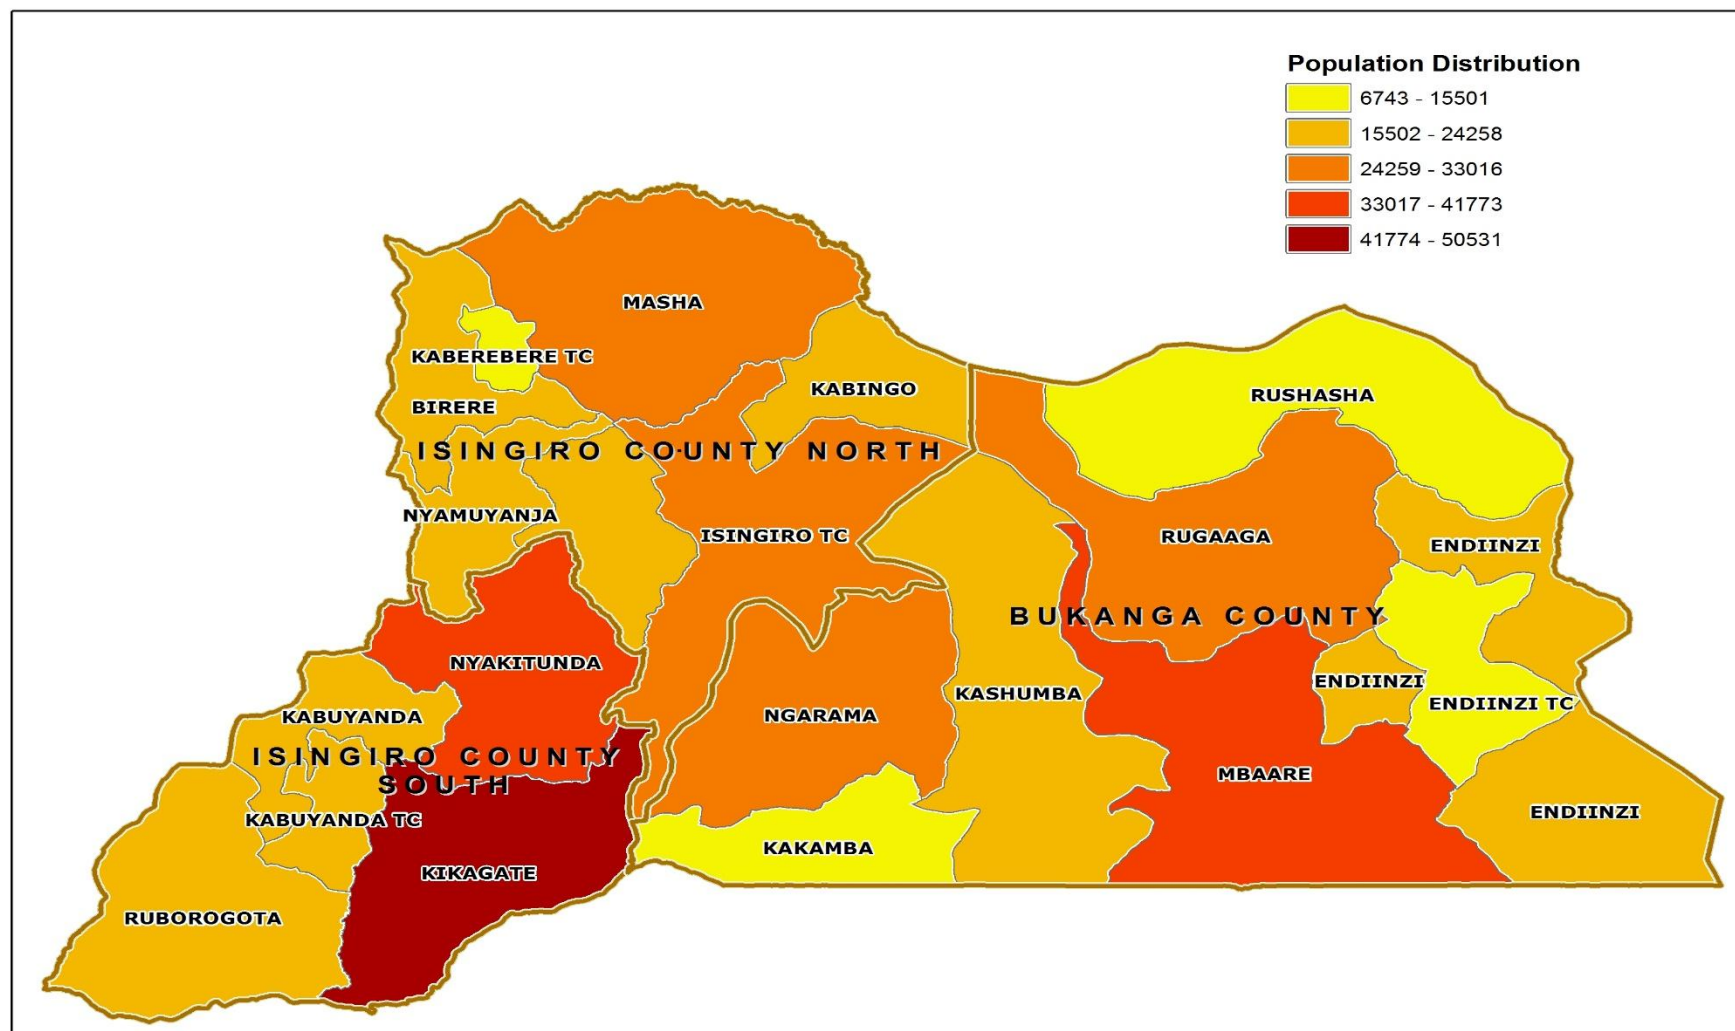 Population Distribution
6743 - 15501
15502 - 24258
24259 - 33016
33017 - 41773
41774 - 50531
MASHA
KABEREBERE TC
KABINGO
RUSHASHA
BIRERE
ISINGIRO CO-UNTY NORTH
NYAMUYANJA
ISINGIRO TC
RUGAAGA
ENDIINZI
BUKANGA COUNTY
NYAKITUNDA
KASHUMBA
ENDIINZI
ENDIINZI TC
KABUYANDA
NGARAMA
ISINGIRO COUNTY
SOUTH
MBAARE
KABUYANDA TC
ENDIINZI
KAKAMBA
KIKAGATE
RUBOROGOTA